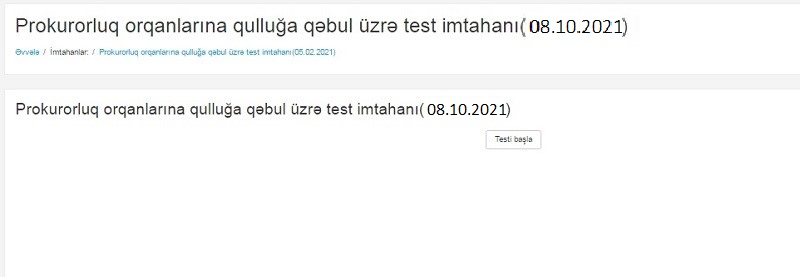 Prokurorluq orqanlarına qulluğa qəbul üzrə test imtahanı( 08.10.2021)
Əvvələ / İmtahanlar: / Prokurorluq orqanlarına qulluğa qəbul üzrə test imtahanı(06.02.2021)
Prokurorluq orqanlarına qulluğa qəbul üzrə test imtahanı( 08.10.2021)
Testi başla